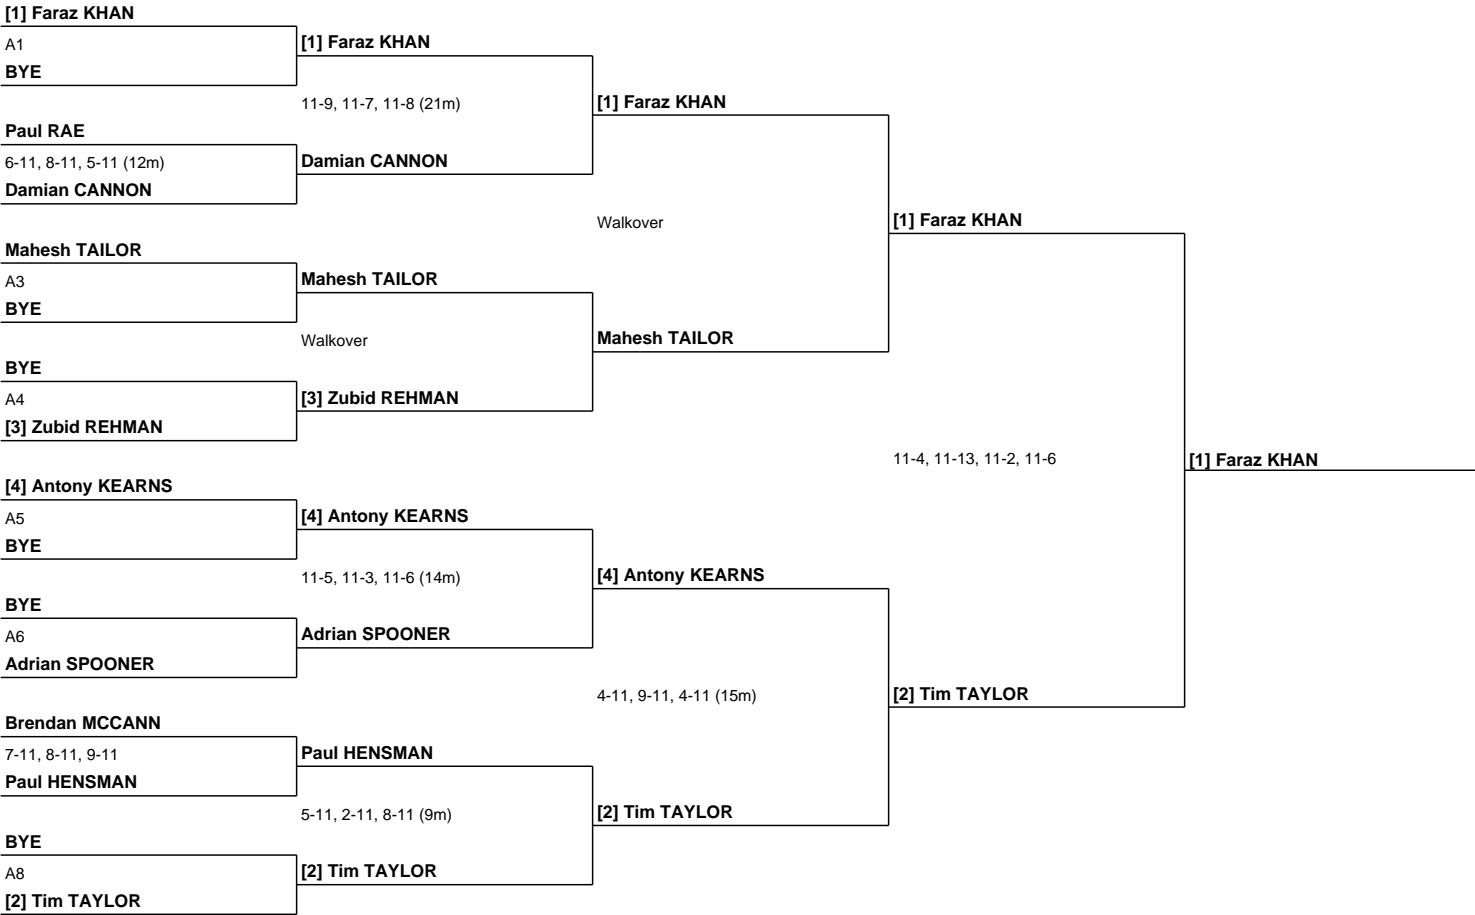 [1] Faraz KHAN
A1
BYE
Paul RAE
6-11, 8-11, 5-11 (12m)
Damian CANNON
Mahesh TAILOR
A3
BYE
BYE
A4
[3] Zubid REHMAN
[4] Antony KEARNS
A5
BYE
BYE
A6
Adrian SPOONER
Brendan MCCANN
7-11, 8-11, 9-11
Paul HENSMAN
BYE
A8
[2] Tim TAYLOR
[1] Faraz KHAN
11-9, 11-7, 11-8 (21m)
Damian CANNON
Mahesh TAILOR
Walkover
[3] Zubid REHMAN
[4] Antony KEARNS
11-5, 11-3, 11-6 (14m)
Adrian SPOONER
Paul HENSMAN
5-11, 2-11, 8-11 (9m)
[2] Tim TAYLOR
[1] Faraz KHAN
Walkover
Mahesh TAILOR
[4] Antony KEARNS
4-11, 9-11, 4-11 (15m)
[2] Tim TAYLOR
[1] Faraz KHAN
11-4, 11-13, 11-2, 11-6
[2] Tim TAYLOR
[1] Faraz KHAN